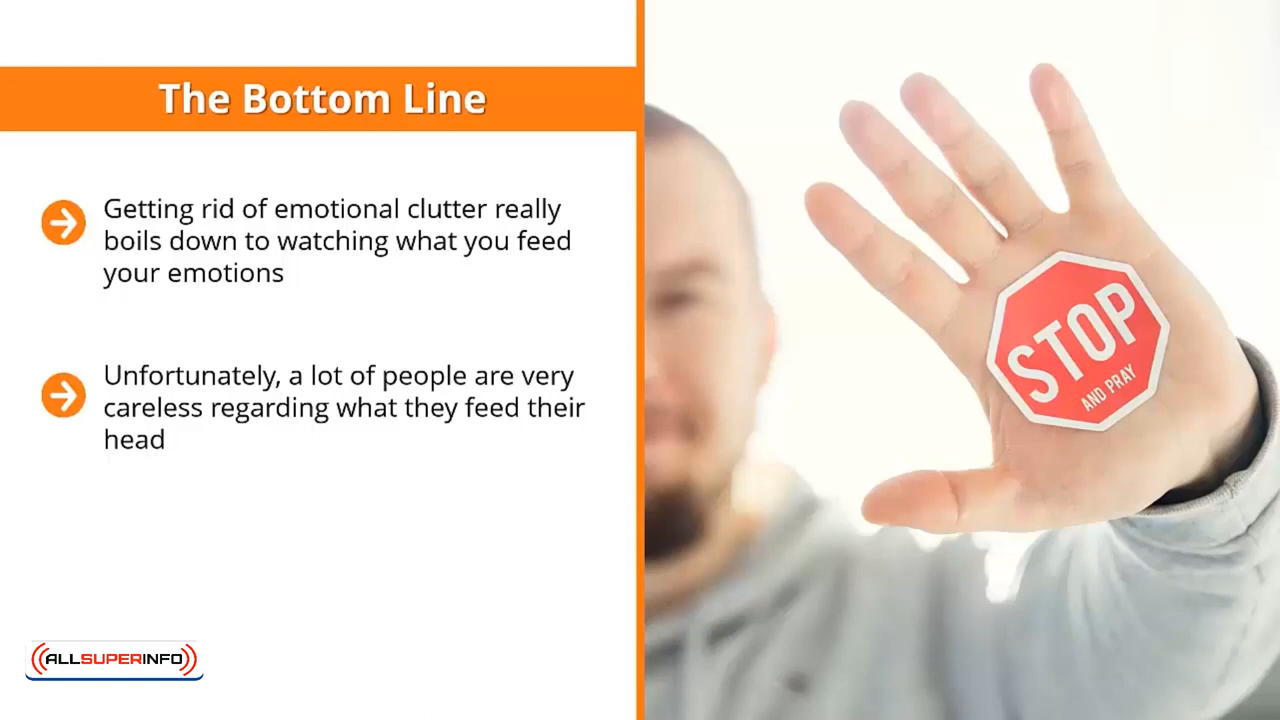 The Bottom Line
Getting rid of emotional clutter really
boils down to watching what you feed
your emotions
Unfortunately, a lot of people are very
careless regarding what they feed their
head
STOP
AND PRAY
ALLSUPERINFO